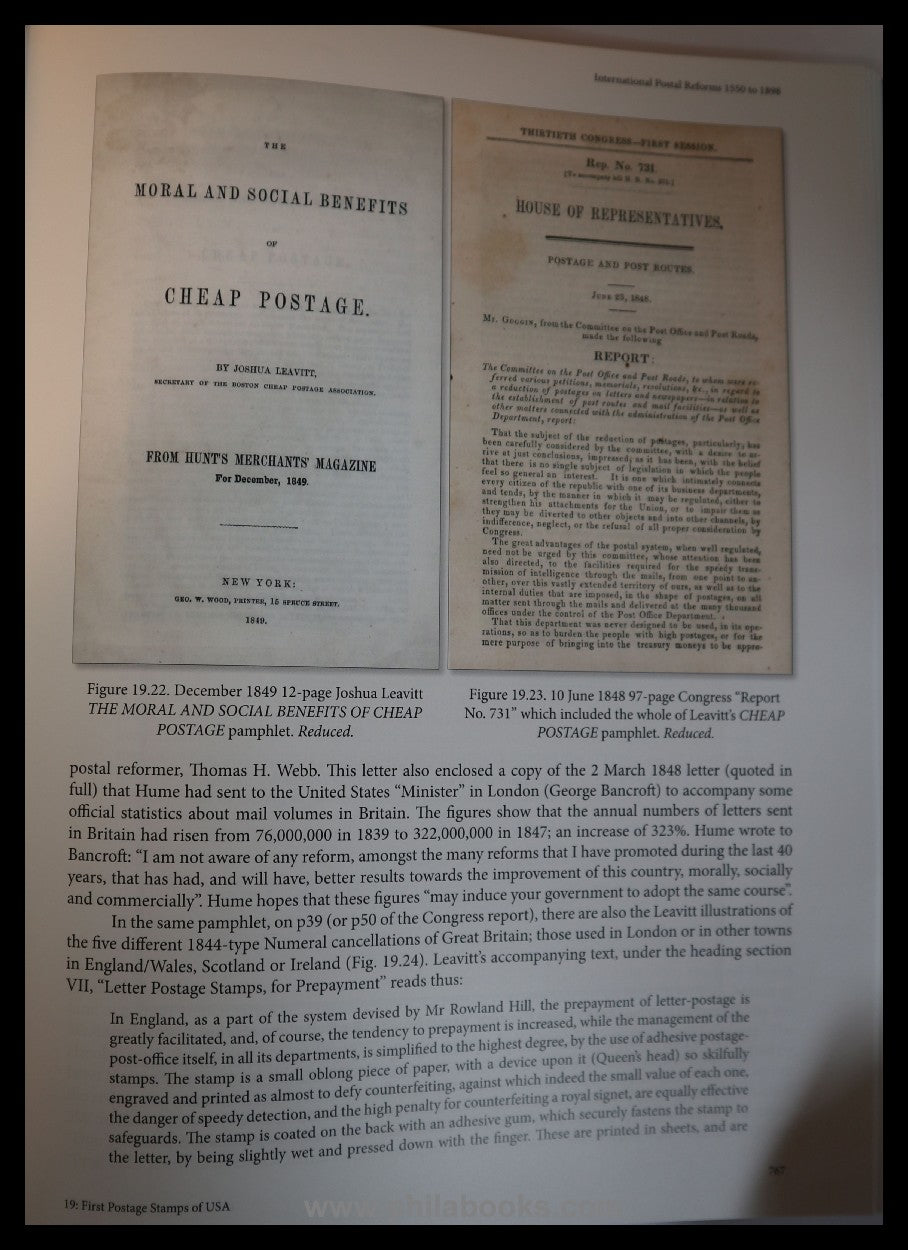 International Postal Reforms 1550 to 1898
THE
MORAL AND SOCIAL BENEFITS
OF
CHEAP POSTAGE.
BY JOSHUA LEAVITT,
SECRETARY OF THE BOSTON CHEAP POSTAGE ASSOCIATION.
FROM HUNT'S MERCHANTS' MAGAZINE
For December, 1849.
NEW YORK:
GEO. W. WOOD, PRINTER, 15 SPRUCE STREET.
1849.
THIRTIETH CONGRESS—FIRST SESSION.
Rep. No. 731.
[To accompany bill H. R. No.
HOUSE OF REPRESENTATIVES.
POSTAGE AND POST ROUTES.
June 23, 1848.
Mr. Goggin, from the Committee on the Post Office and Post Roads,
made the following
REPORT:
The Committee on the Post Office and Post Roads, to whom were re-
ferred various petitions, memorials, resolutions, &c., in regard to
a reduction of postages on letters and newspapers—in relation to
the establishment of post routes and mail facilities—as well as
other matters connected with the administration of the Post Office
Department, report:
That the subject of the reduction of postages, particularly, has
been carefully considered by the committee, with a desire to ar-
rive at just conclusions, impressed, as it has been, with the belief
that there is no single subject of legislation in which the people
feel so general an interest. It is one which intimately connects
every citizen of the republic with one of its business departments,
and tends, by the manner in which it may be regulated, either to
strengthen his attachments for the Union, or to impair them as
they may be diverted to other objects and into other channels, by
indifference, neglect, or the refusal of all proper consideration by
Congress.
The great advantages of the postal system, when well regulated,
need not be urged by this committee, whose attention has been
also directed, to the facilities required for the speedy trans-
mission of intelligence through the mails, from one point to an-
other, over this vastly extended territory of ours, as well as to the
internal duties that are imposed, in the shape of postages, on all
matter sent through the mails and delivered at the many thousand
offices under the control of the Post Office Department.
That this department was never designed to be used, in its ope-
rations, so as to burden the people with high postages, or for the
mere purpose of bringing into the treasury moneys to be appro-
Figure 19.22. December 1849 12-page Joshua Leavitt
THE MORAL AND SOCIAL BENEFITS OF CHEAP
POSTAGE pamphlet. Reduced.
Figure 19.23. 10 June 1848 97-page Congress “Report
No. 731” which included the whole of Leavitt's CHEAP
POSTAGE pamphlet. Reduced.
postal reformer, Thomas H. Webb. This letter also enclosed a copy of the 2 March 1848 letter (quoted in
full) that Hume had sent to the United States “Minister” in London (George Bancroft) to accompany some
official statistics about mail volumes in Britain. The figures show that the annual numbers of letters sent
in Britain had risen from 76,000,000 in 1839 to 322,000,000 in 1847; an increase of 323%. Hume wrote to
Bancroft: “I am not aware of any reform, amongst the many reforms that I have promoted during the last 40
years, that has had, and will have, better results towards the improvement of this country, morally, socially
and commercially”. Hume hopes that these figures “may induce your government to adopt the same course”.
In the same pamphlet, on p39 (or p50 of the Congress report), there are also the Leavitt illustrations of
the five different 1844-type Numeral cancellations of Great Britain; those used in London or in other towns
in England/Wales, Scotland or Ireland (Fig. 19.24). Leavitt's accompanying text, under the heading section
VII, “Letter Postage Stamps, for Prepayment” reads thus:
In England, as a part of the system devised by Mr Rowland Hill, the prepayment of letter-postage is
greatly facilitated, and, of course, the tendency to prepayment is increased, while the management of the
post-office itself, in all its departments, is simplified to the highest degree, by the use of adhesive postage-
stamps. The stamp is a small oblong piece of paper, with a device upon it (Queen's head) so skilfully
engraved and printed as almost to defy counterfeiting, against which indeed the small value of each one,
the danger of speedy detection, and the high penalty for counterfeiting a royal signet, are equally effective
safeguards. The stamp is coated on the back with an adhesive gum, which securely fastens the stamp to
the letter, by being slightly wet and pressed down with the finger. These are printed in sheets, and are
767
19: First Postage Stamps of USA
www.philabooks.com